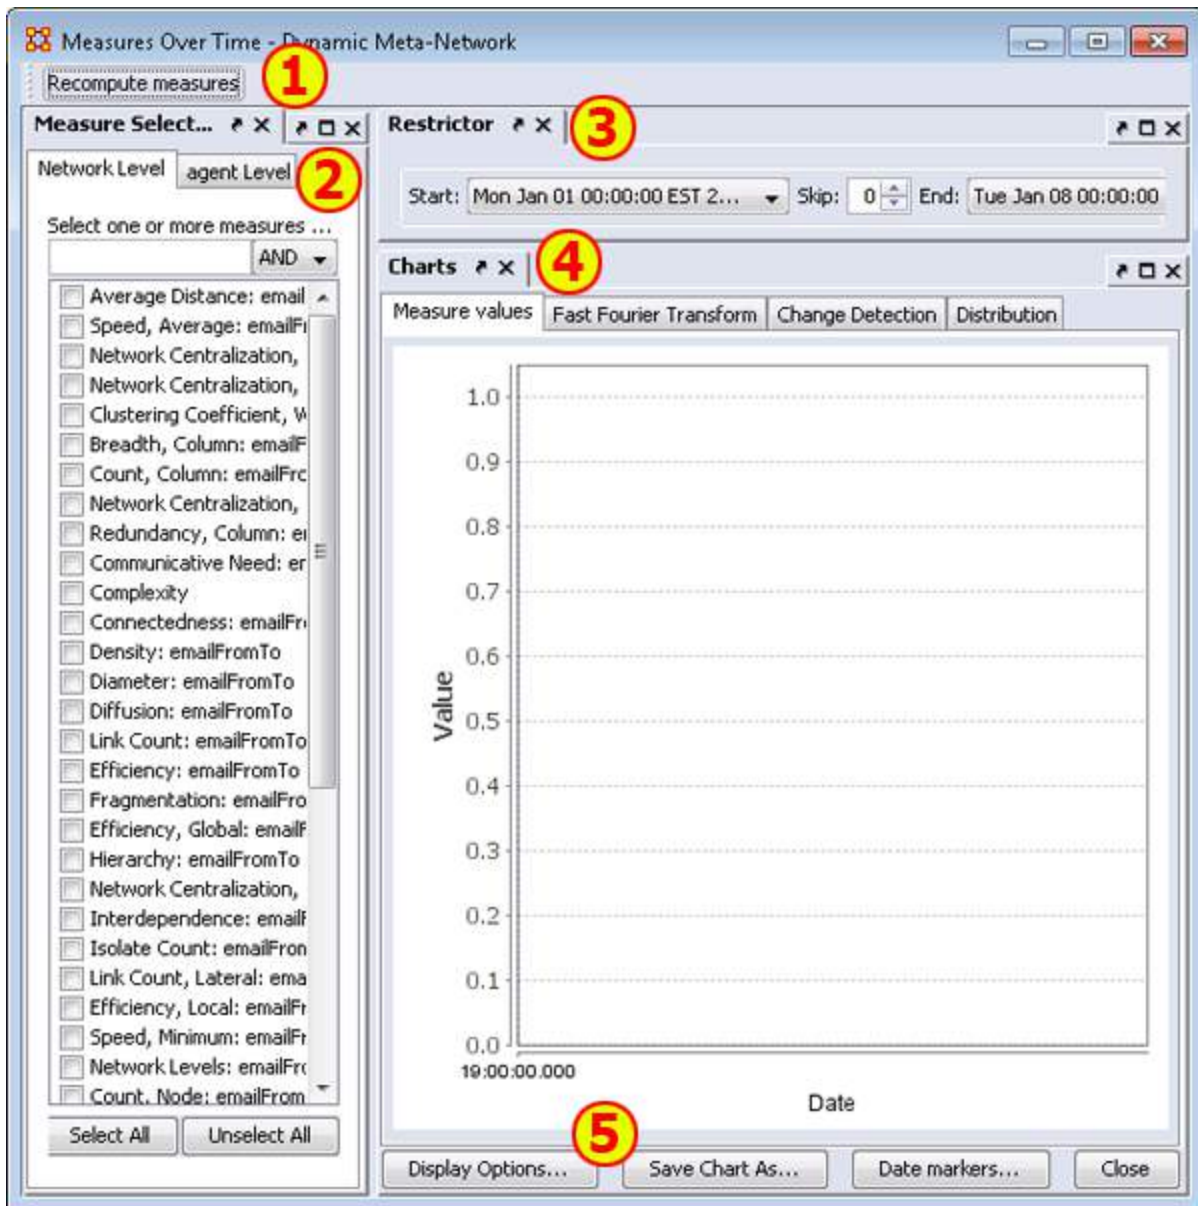 Measures Over Time - Dynamic Meta-Network
Recompute measures
1
Measure Select...
Network Level agent Level
2
Select one or more measures ...
AND
Average Distance: email
Speed, Average: emailFr
Network Centralization,
Network Centralization,
Clustering Coefficient, W
Breadth, Column: emailF
Count, Column: emailFrc
Network Centralization,
Redundancy, Column: er
Communicative Need: er
Complexity
Connectedness: emailFr
Density: emailFromTo
Diameter: emailFromTo
Diffusion: emailFromTo
Link Count: emailFromTo
Efficiency: emailFromTo
Fragmentation: emailFro
Efficiency, Global: emailF
Hierarchy: emailFromTo
Network Centralization,
Interdependence: emailF
Isolate Count: emailFron
Link Count, Lateral: ema
Efficiency, Local: emailFr
Speed, Minimum: emailFr
Network Levels: emailFro
Count, Node: emailFrom
Select All Unselect All
Restrictor
3
Start: Mon Jan 01 00:00:00 EST 2... Skip: 0 End: Tue Jan 08 00:00:00
Charts
4
Measure values Fast Fourier Transform Change Detection Distribution
1.0
0.9
0.8
0.7
0.6
0.5
0.4
0.3
0.2
0.1
0.0
Value
19:00:00.000
Date
5
Display Options... Save Chart As... Date markers... Close